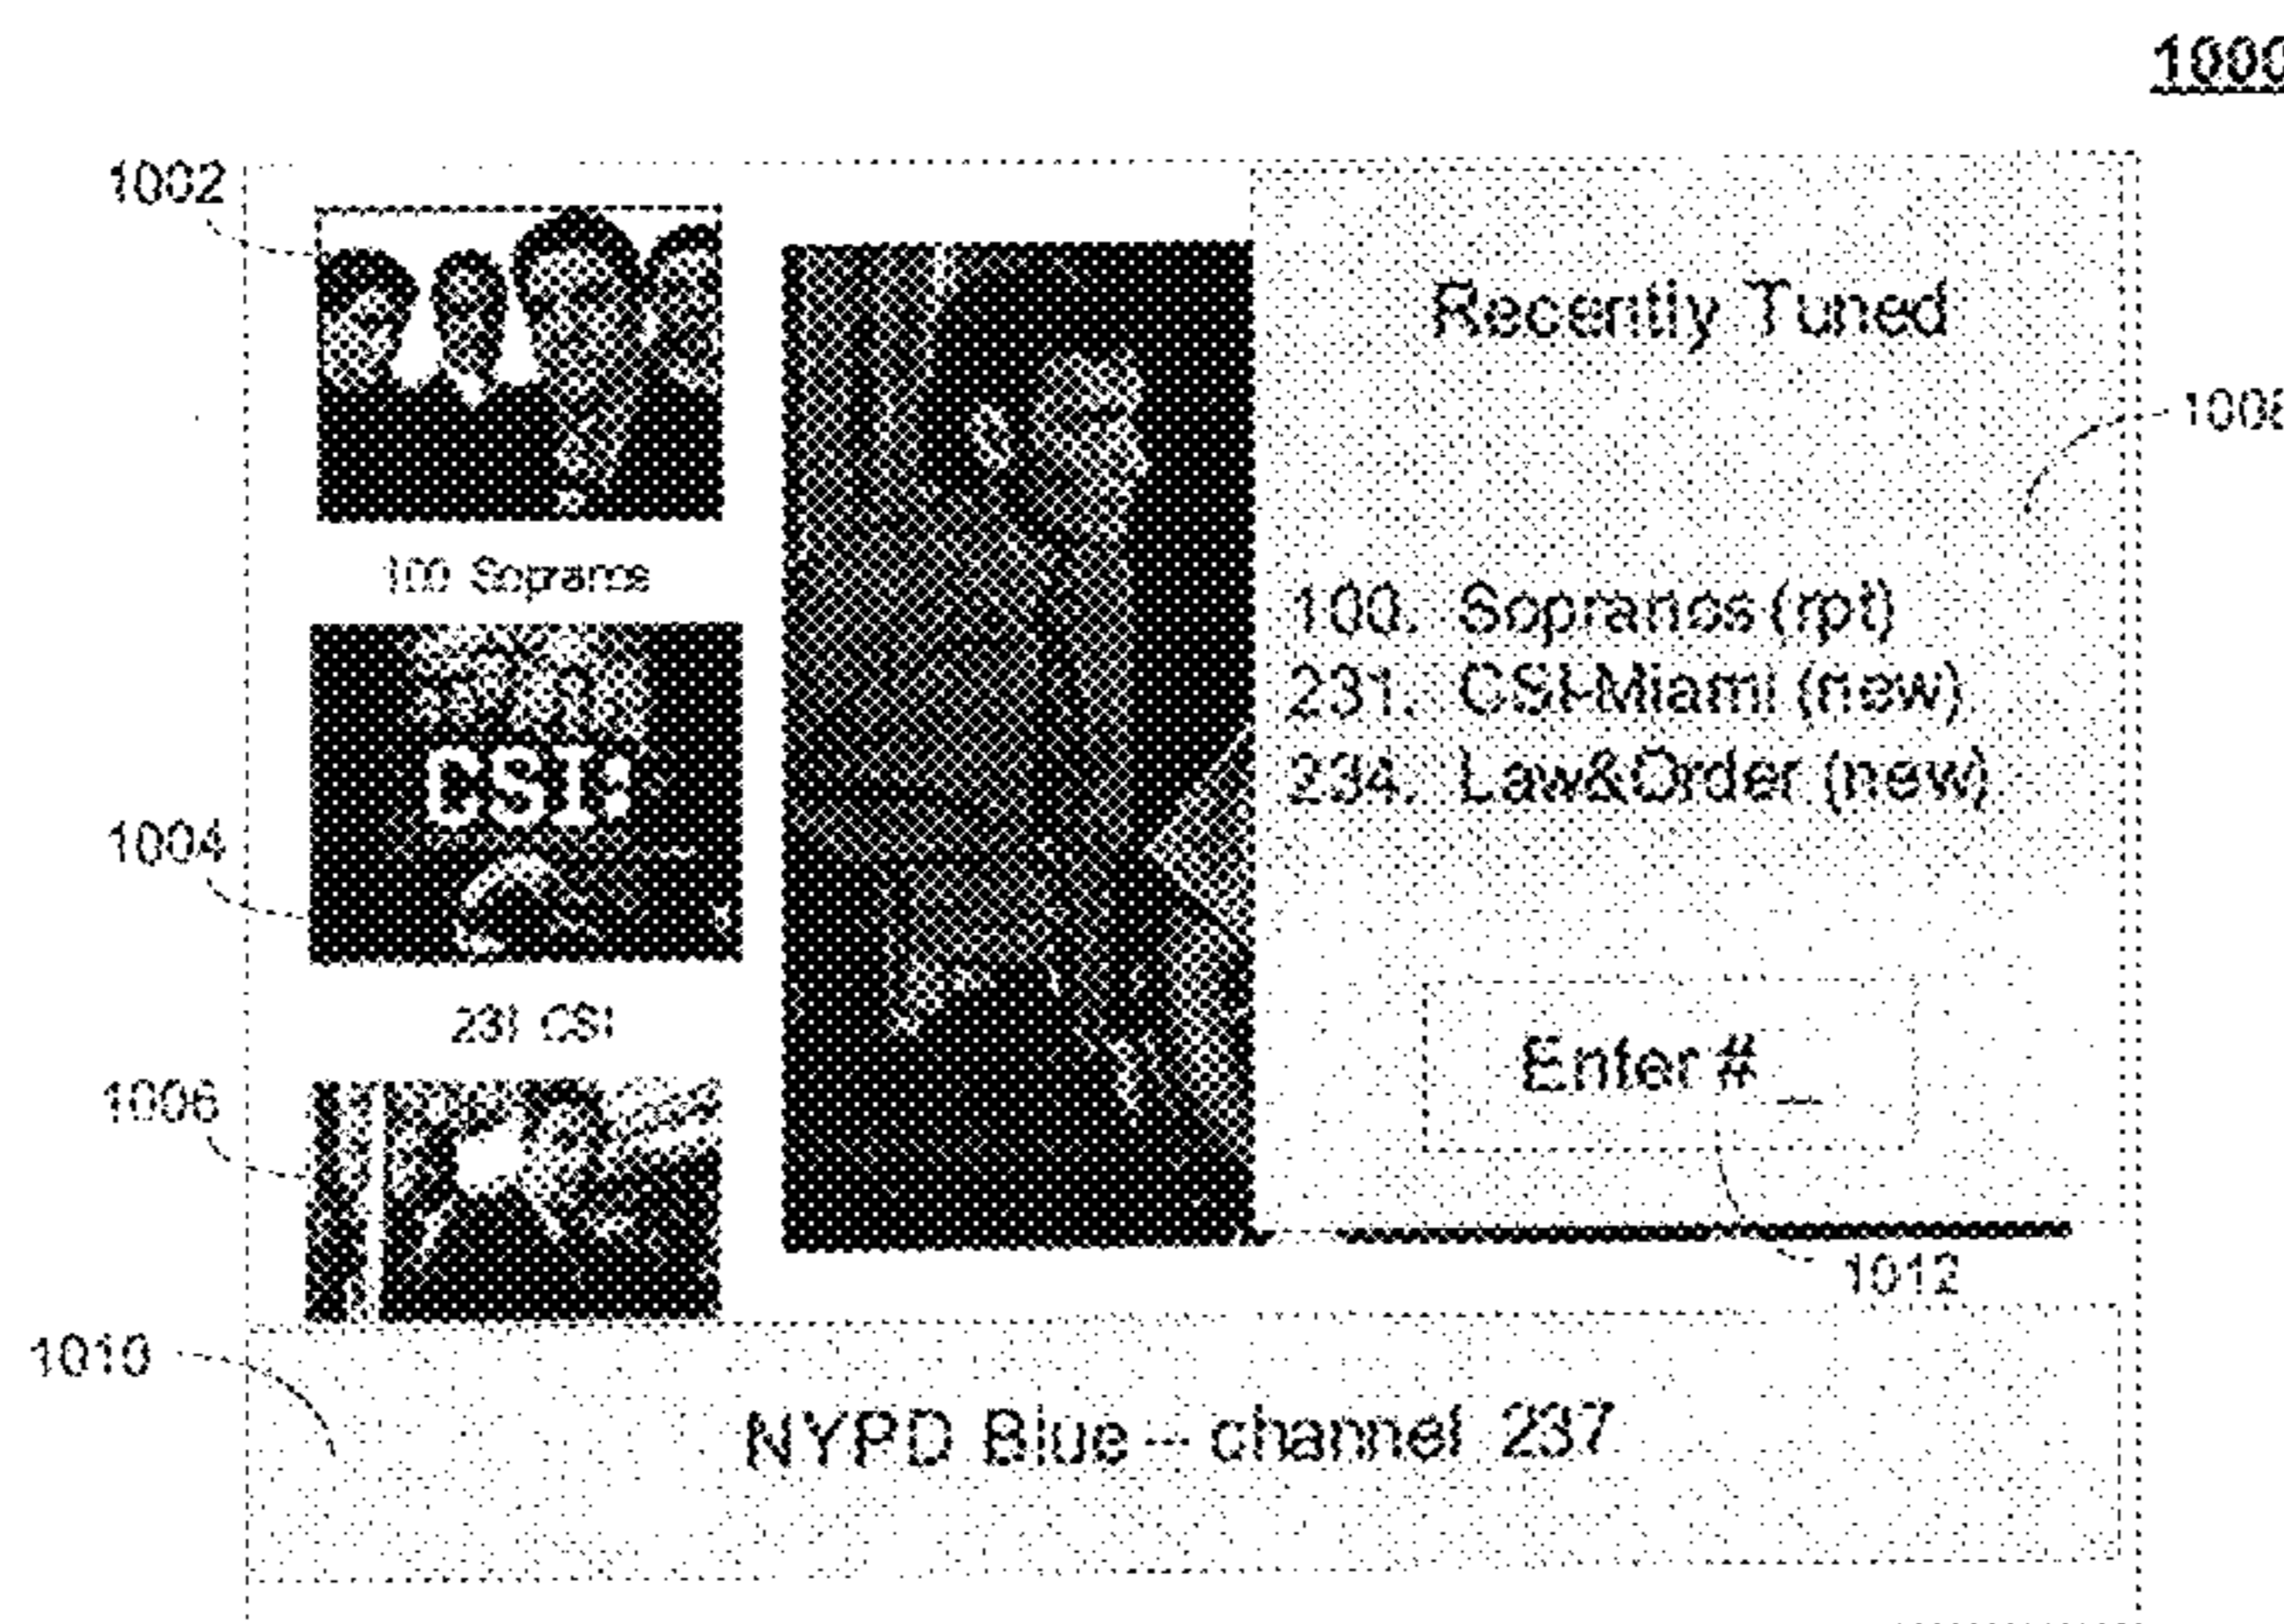 1000
1002
Recently Tuned
1008
100 Sopranos
100. Sopranos (rpt)
231. CSI-Miami (new)
234. Law&Order (new)
CSI:
1004
231 CSI
Enter # _
1006
1012
1010
NYPD Blue -- channel 237